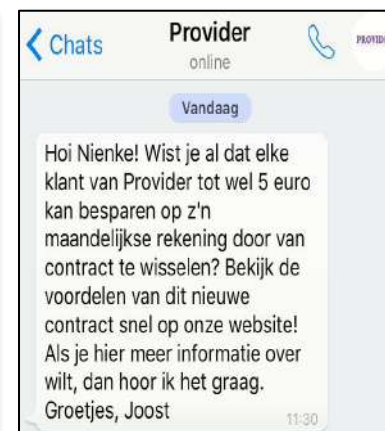 Chats
Provider
online
Vandaag
Hoi Nienke! Wist je al dat elke
klant van Provider tot wel 5 euro
kan besparen op z'n
maandelijkse rekening door van
contract te wisselen? Bekijk de
voordelen van dit nieuwe
contract snel op onze website!
Als je hier meer informatie over
wilt, dan hoor ik het graag.
Groetjes, Joost
11:30